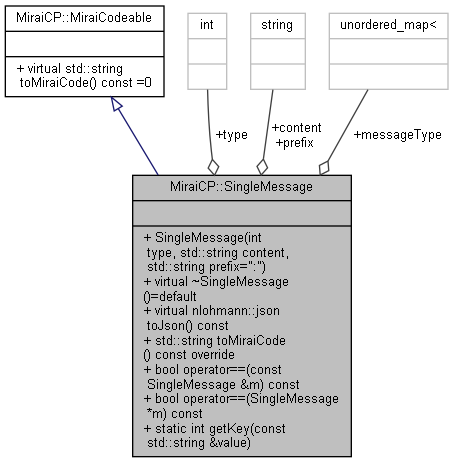 MiraiCP::MiraiCodeable
+ virtual std::string
toMiraiCode() const =0
int
string
unordered_map<
+type
+content
+prefix
+messageType
MiraiCP::SingleMessage
+ SingleMessage(int
type, std::string content,
std::string prefix=":")
+ virtual ~SingleMessage
()=default
+ virtual nlohmann::json
toJson() const
+ std::string toMiraiCode
() const override
+ bool operator==(const
SingleMessage &m) const
+ bool operator==(SingleMessage
*m) const
+ static int getKey(const
std::string &value)